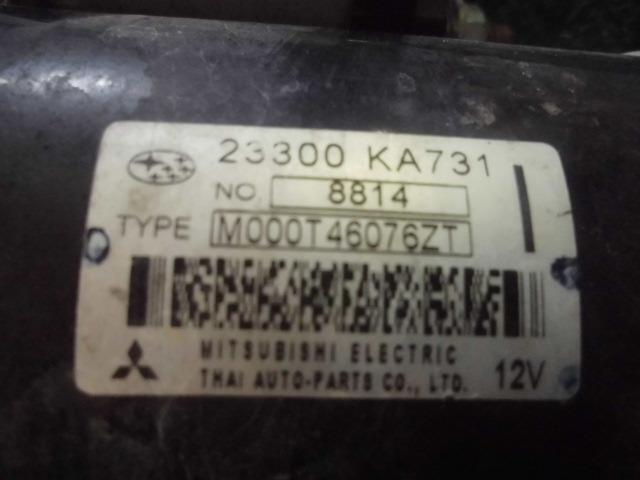 23300 KA731
NO. 8814
TYPE M000T46076ZT
MITSUBISHI ELECTRIC
THAI AUTO-PARTS CO., LTD. 12V